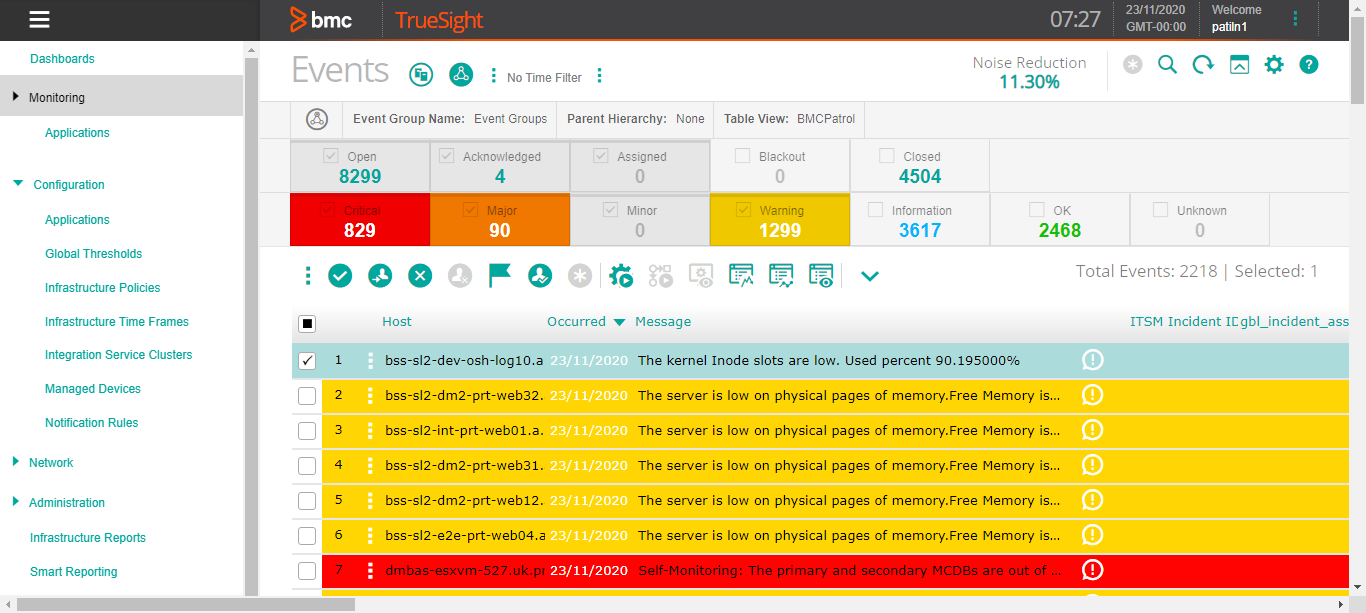 bmc TrueSight 07:27 23/11/2020 Welcome
GMT-00:00 patiln1
Dashboards
Monitoring
Applications
Configuration
Applications
Global Thresholds
Infrastructure Policies
Infrastructure Time Frames
Integration Service Clusters
Managed Devices
Notification Rules
Network
Administration
Infrastructure Reports
Smart Reporting
Events No Time Filter Noise Reduction
11.30%
Event Group Name: Event Groups Parent Hierarchy: None Table View: BMCPatrol
Open Acknowledged Assigned Blackout Closed
8299 4 0 0 4504
Critical Major Minor Warning Information OK Unknown
829 90 0 1299 3617 2468 0
Total Events: 2218 | Selected: 1
Host Occurred Message ITSM Incident ID gbl_incident_ass
1 bss-sl2-dev-osh-log10.a 23/11/2020 The kernel Inode slots are low. Used percent 90.195000%
2 bss-sl2-dm2-prt-web32. 23/11/2020 The server is low on physical pages of memory.Free Memory is...
3 bss-sl2-int-prt-web01.a. 23/11/2020 The server is low on physical pages of memory.Free Memory is...
4 bss-sl2-dm2-prt-web31. 23/11/2020 The server is low on physical pages of memory.Free Memory is...
5 bss-sl2-dm2-prt-web12. 23/11/2020 The server is low on physical pages of memory.Free Memory is...
6 bss-sl2-e2e-prt-web04.a 23/11/2020 The server is low on physical pages of memory.Free Memory is...
7 dmbas-esxvm-527.uk.pr 23/11/2020 Self-Monitoring: The primary and secondary MCDBs are out of ...